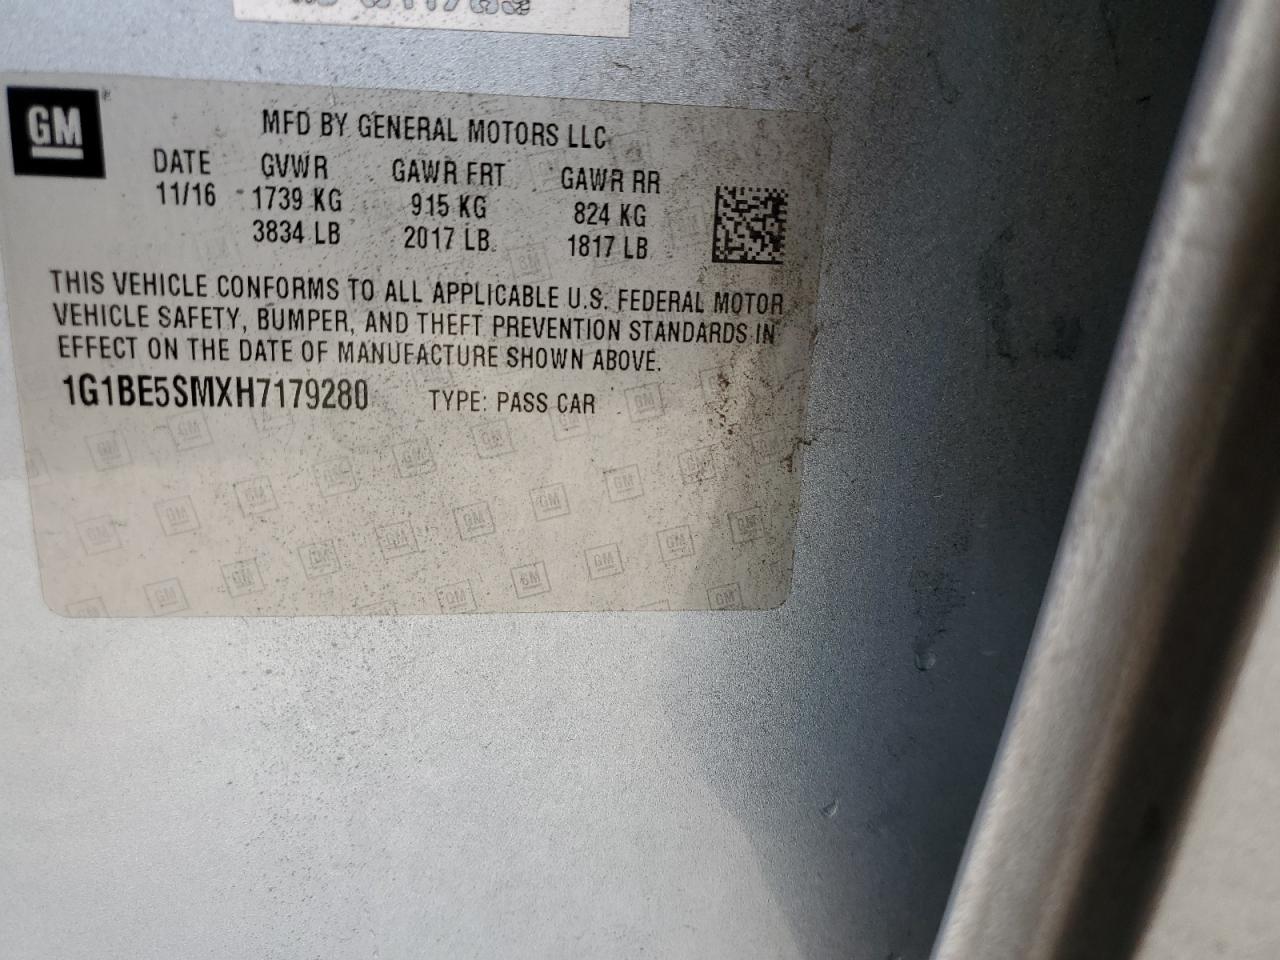 GM
MFD BY GENERAL MOTORS LLC
DATE GVWR GAWR FRT GAWR RR
11/16 1739 KG 915 KG 824 KG
3834 LB 2017 LB 1817 LB
THIS VEHICLE CONFORMS TO ALL APPLICABLE U.S. FEDERAL MOTOR
VEHICLE SAFETY, BUMPER, AND THEFT PREVENTION STANDARDS IN
EFFECT ON THE DATE OF MANUFACTURE SHOWN ABOVE.
1G1BE5SMXH7179280 TYPE: PASS CAR